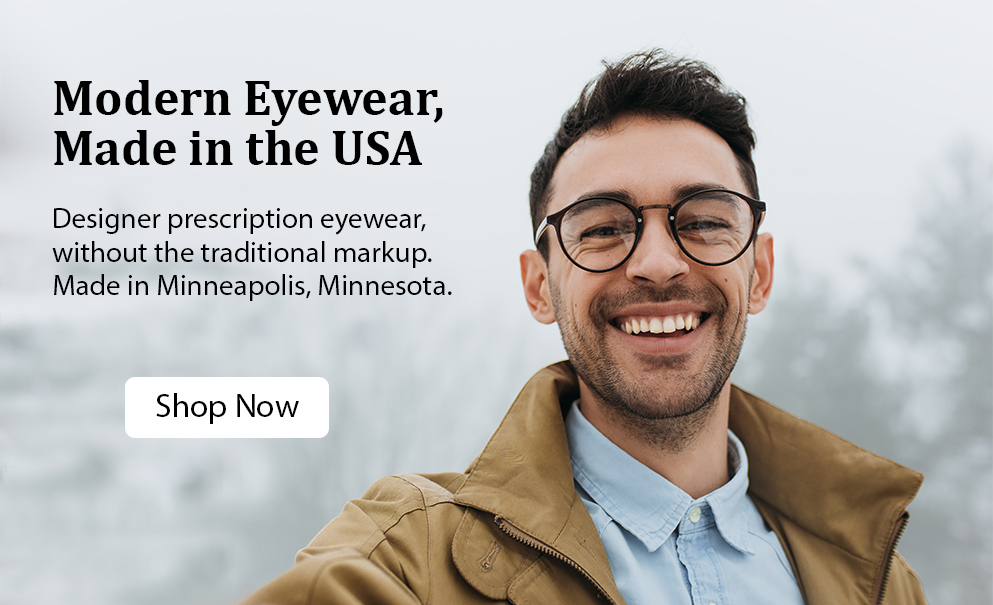 Modern Eyewear,
Made in the USA
Designer prescription eyewear,
without the traditional markup.
Made in Minneapolis, Minnesota.
Shop Now